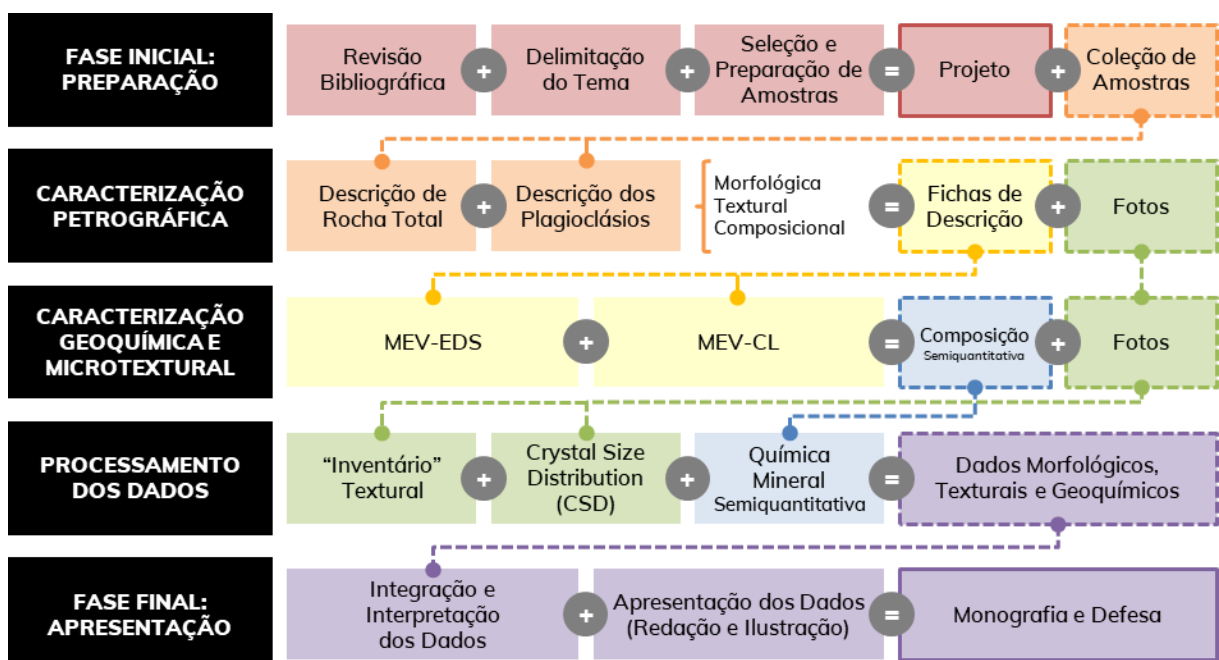 FASE INICIAL:
PREPARAÇÃO
Revisão
Bibliográfica
+
Delimitação
do Tema
+
Seleção e
Preparação de
Amostras
=
Projeto
+
Coleção de
Amostras
CARACTERIZAÇÃO
PETROGRÁFICA
Descrição de
Rocha Total
+
Descrição dos
Plagioclásios
Morfológica
Textural
Composicional
=
Fichas de
Descrição
+
Fotos
CARACTERIZAÇÃO
GEOQUÍMICA E
MICROTEXTURAL
MEV-EDS
+
MEV-CL
=
Composição
Semiquantitativa
+
Fotos
PROCESSAMENTO
DOS DADOS
“Inventário”
Textural
+
Crystal Size
Distribution
(CSD)
+
Química
Mineral
Semiquantitativa
=
Dados Morfológicos,
Texturais e Geoquímicos
FASE FINAL:
APRESENTAÇÃO
Integração e
Interpretação
dos Dados
+
Apresentação dos Dados
(Redação e Ilustração)
=
Monografia e Defesa